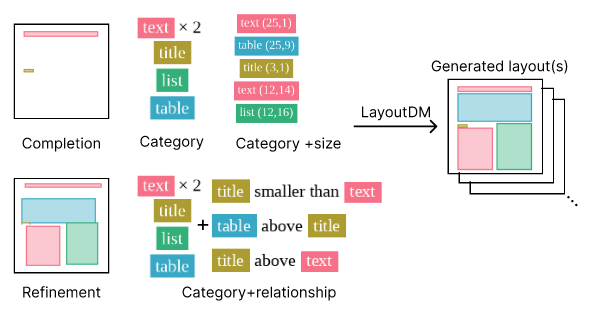 text × 2
title
list
table
text (25,1)
table (25,9)
title (3,1)
text (12,14)
list (12,16)
Completion
Category
Category +size
LayoutDM
Generated layout(s)
text × 2
title
list
table
+
title smaller than text
table above title
title above text
Refinement
Category+relationship